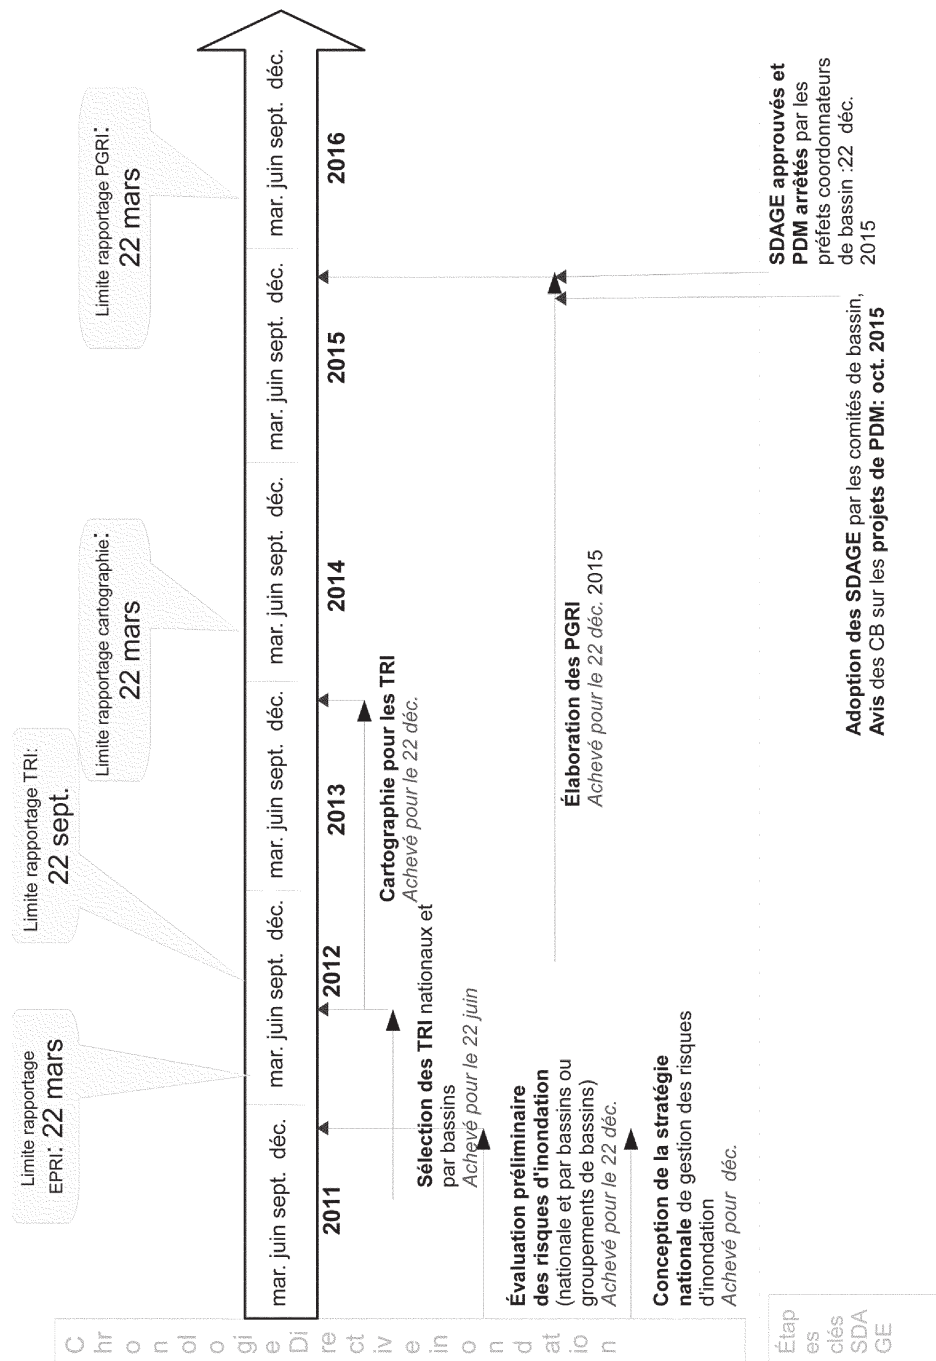 Limite rapportage
EPRI: 22 mars
Limite rapportage TRI:
22 sept.
Limite rapportage cartographie:
22 mars
Limite rapportage PGRI:
22 mars
Chronologie Directive inondation
mar. juin sept. déc.
mar. juin sept. déc.
mar. juin sept. déc.
mar. juin sept. déc.
mar. juin sept. déc.
mar. juin sept. déc.
2011
2012
2013
2014
2015
2016
Cartographie pour les TRI
Achevé pour le 22 déc.
Sélection des TRI nationaux et
par bassins
Achevé pour le 22 juin
Évaluation préliminaire
des risques d'inondation
(nationale et par bassins ou
groupements de bassins)
Achevé pour le 22 déc.
Élaboration des PGRI
Achevé pour le 22 déc. 2015
Conception de la stratégie
nationale de gestion des risques
d'inondation
Achevé pour déc.
Étap
es
clés
SDA
GE
Adoption des SDAGE par les comités de bassin,
Avis des CB sur les projets de PDM: oct. 2015
SDAGE approuvés et
PDM arrêtés par les
préfets coordonnateurs
de bassin :22 déc.
2015